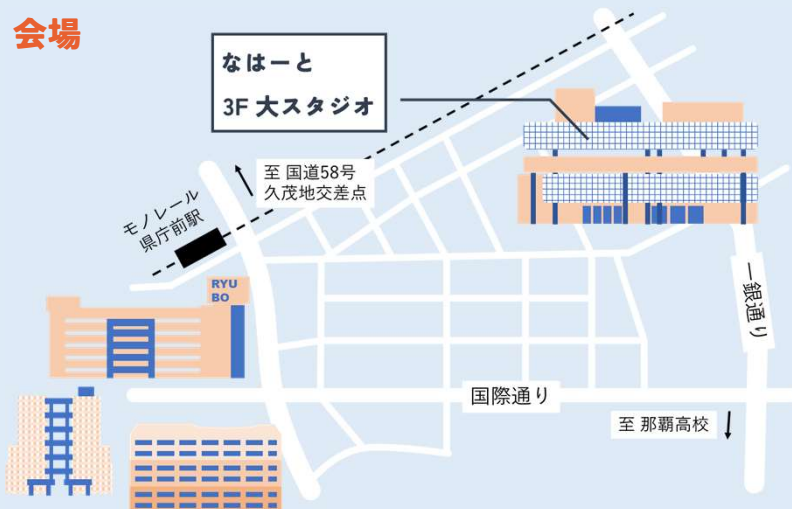 会場
なはーと
3F 大スタジオ
至 国道58号
久茂地交差点
モノレール
県庁前駅
RYU
BO
一銀通り
国際通り
至 那覇高校